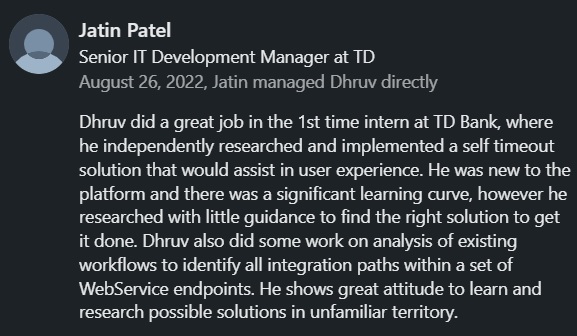 Jatin Patel
Senior IT Development Manager at TD
August 26, 2022, Jatin managed Dhruv directly
Dhruv did a great job in the 1st time intern at TD Bank, where
he independently researched and implemented a self timeout
solution that would assist in user experience. He was new to the
platform and there was a significant learning curve, however he
researched with little guidance to find the right solution to get
it done. Dhruv also did some work on analysis of existing
workflows to identify all integration paths within a set of
WebService endpoints. He shows great attitude to learn and
research possible solutions in unfamiliar territory.